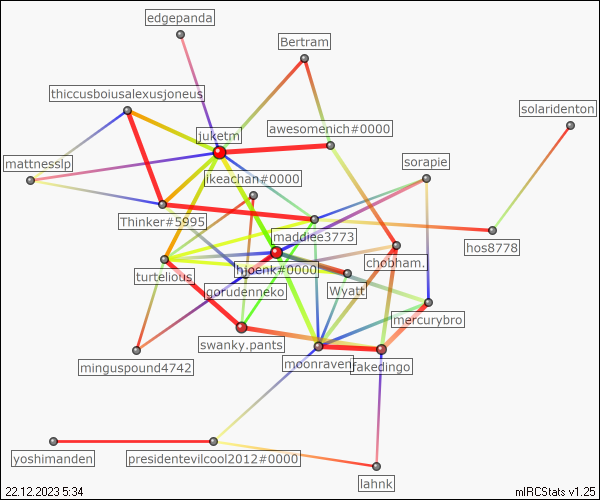 edgepanda
Bertram
thiccusboiusalexusjoneus
solaridenton
juketm
awesomenich#0000
mattnesslp
sorapie
ikeachan#0000
Thinker#5995
maddiee3773
hos8778
chobham.
turtelious
hjoerik#0000
gorudenneko
Wyatt
mercurybro
swanky.pants
minguspound4742
moonraven
fakedingo
yoshimanden
presidentevilcool2012#0000
lahnk
22.12.2023 5:34
mIRCStats v1.25